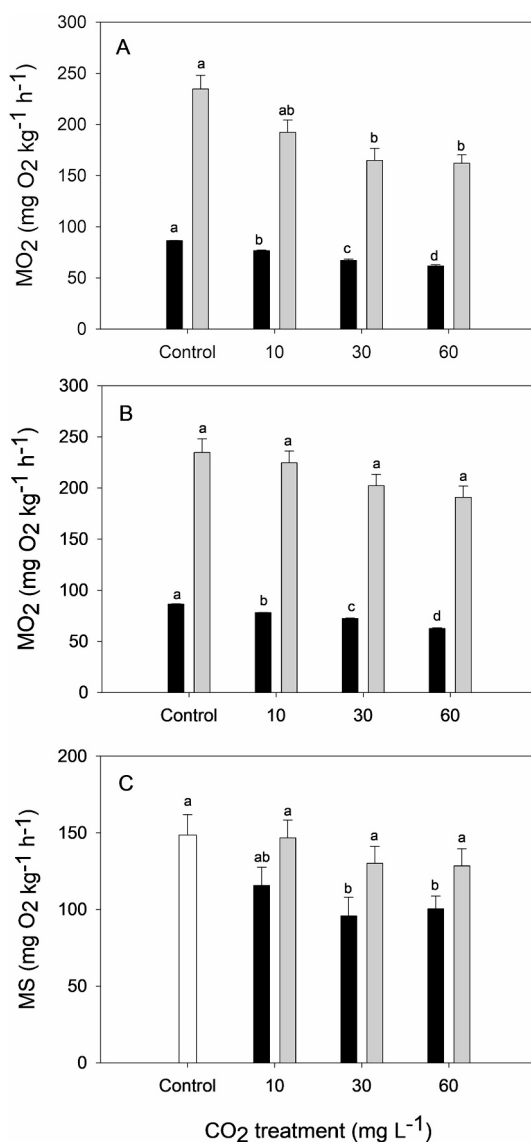 A
MO2 (mg O2 kg-1 h-1)
300
250
200
150
100
50
0
a
a
b
ab
c
b
d
b
Control 10 30 60
B
MO2 (mg O2 kg-1 h-1)
300
250
200
150
100
50
0
a
a
b
a
c
a
d
a
Control 10 30 60
C
MS (mg O2 kg-1 h-1)
200
150
100
50
0
a
ab
a
b
a
b
a
Control 10 30 60
CO2 treatment (mg L-1)